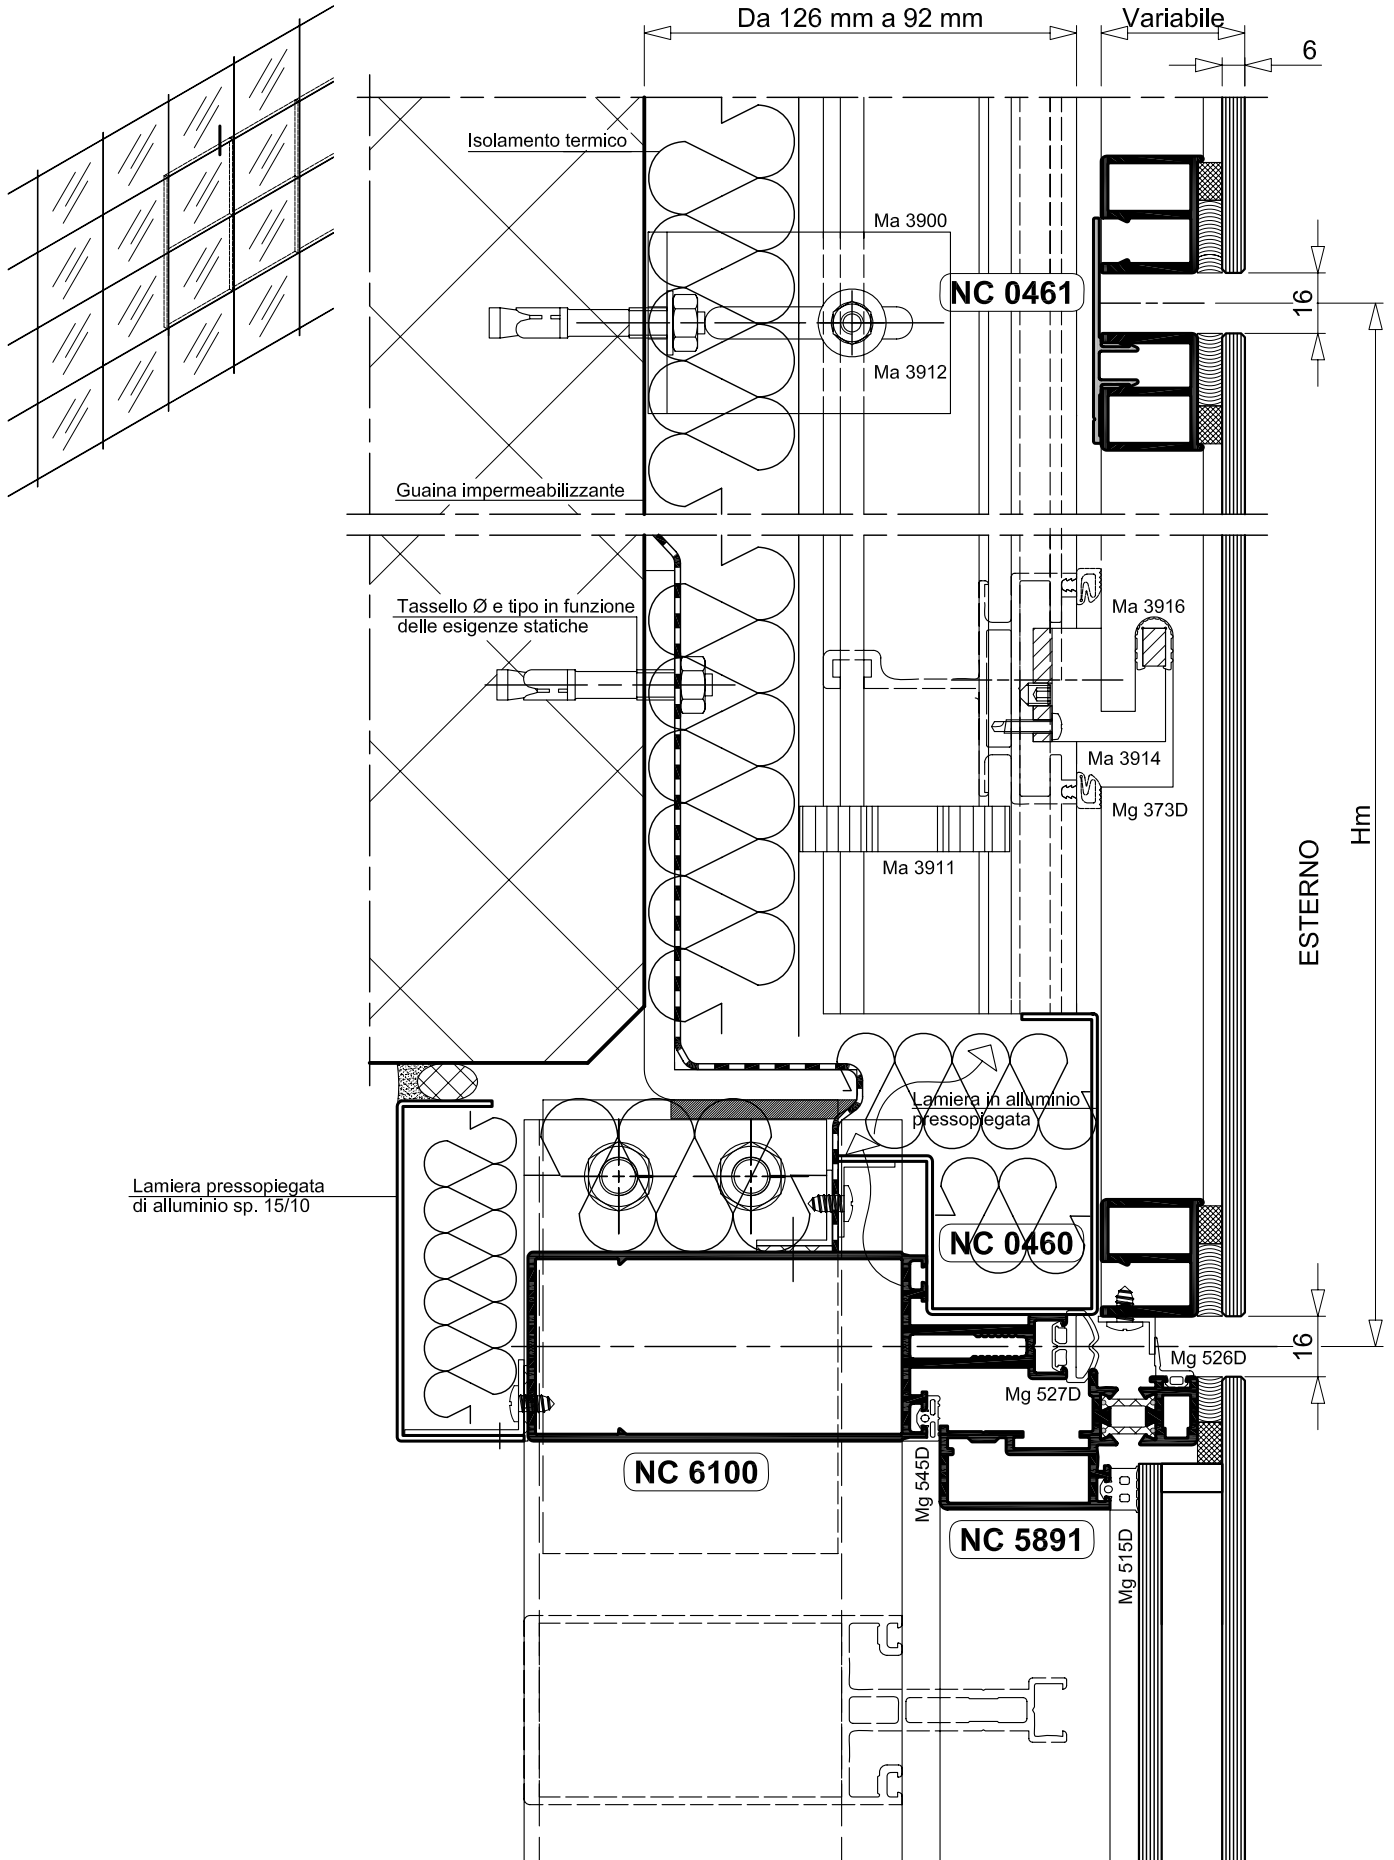 Da 126 mm a 92 mm
Variabile
6
Isolamento termico
Ma 3900
NC 0461
16
Ma 3912
Guaina impermeabilizzante
Tassello Ø e tipo in funzione
delle esigenze statiche
Ma 3916
Ma 3914
Mg 373D
Hm
Ma 3911
ESTERNO
Lamiera in alluminio
pressopiegata
Lamiera pressopiegata
di alluminio sp. 15/10
NC 0460
16
Mg 526D
Mg 527D
NC 6100
Mg 545D
NC 5891
Mg 515D